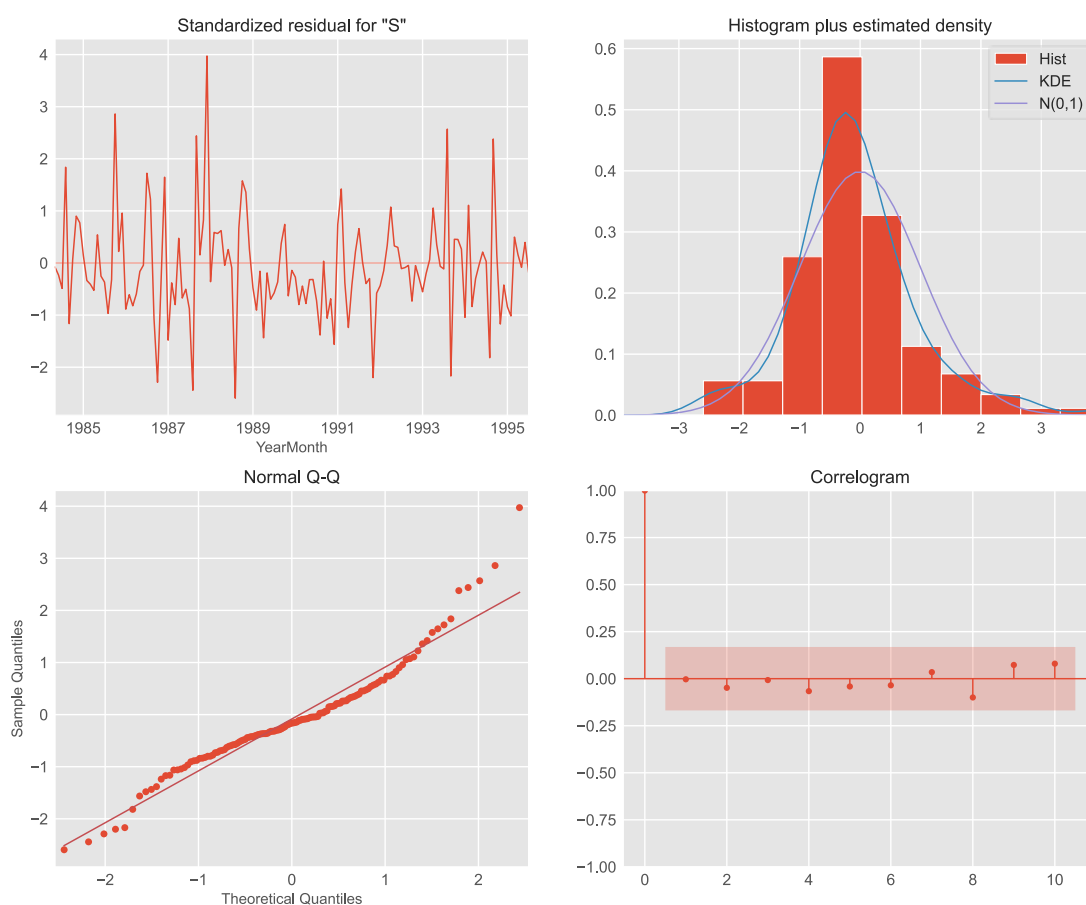 Standardized residual for "S"
4
3
2
1
0
−1
−2
1985 1987 1989 1991 1993 1995
YearMonth
Histogram plus estimated density
0.6
0.5
0.4
0.3
0.2
0.1
0.0
−3 −2 −1 0 1 2 3
Hist
KDE
N(0,1)
Normal Q-Q
Sample Quantiles
4
3
2
1
0
−1
−2
−2 −1 0 1 2
Theoretical Quantiles
Correlogram
1.00
0.75
0.50
0.25
0.00
−0.25
−0.50
−0.75
−1.00
0 2 4 6 8 10